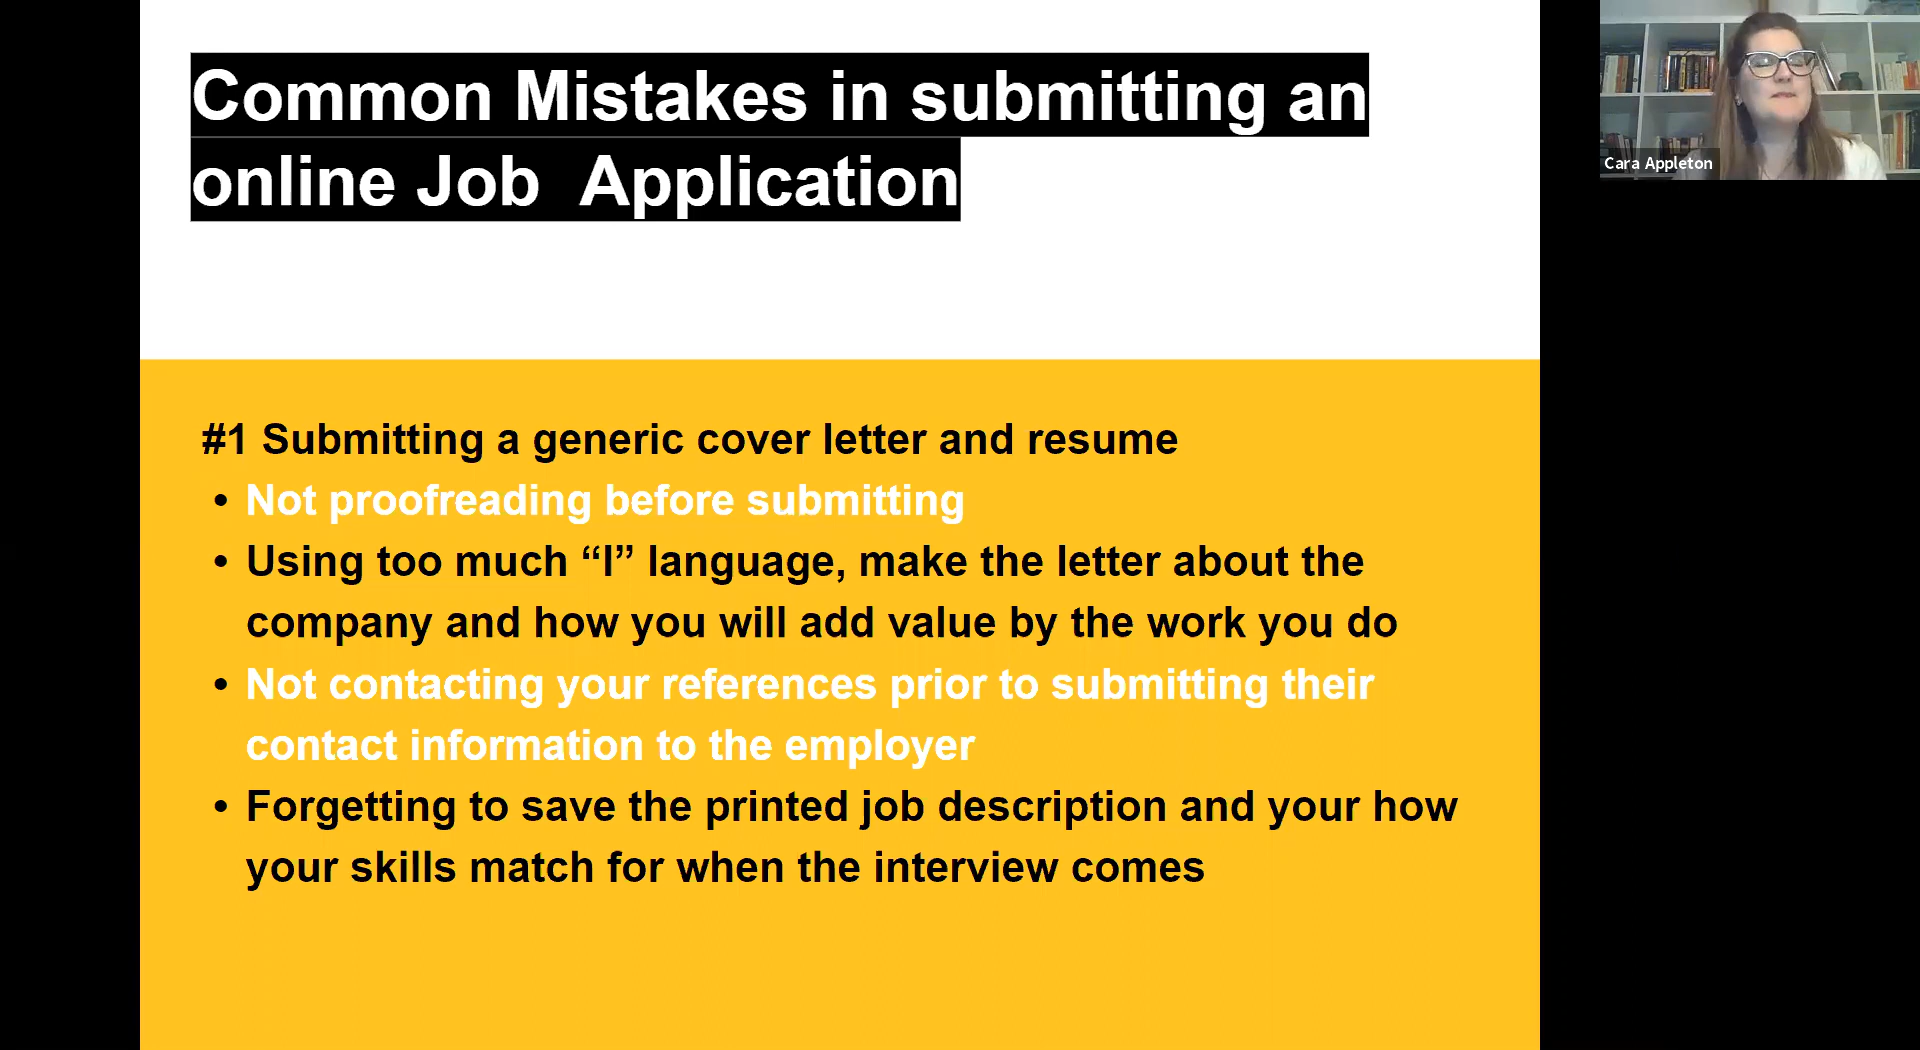 Common Mistakes in submitting an
online Job  Application
Cara Appleton
#1 Submitting a generic cover letter and resume
• Not proofreading before submitting
• Using too much “I” language, make the letter about the
company and how you will add value by the work you do
• Not contacting your references prior to submitting their
contact information to the employer
• Forgetting to save the printed job description and your how
your skills match for when the interview comes